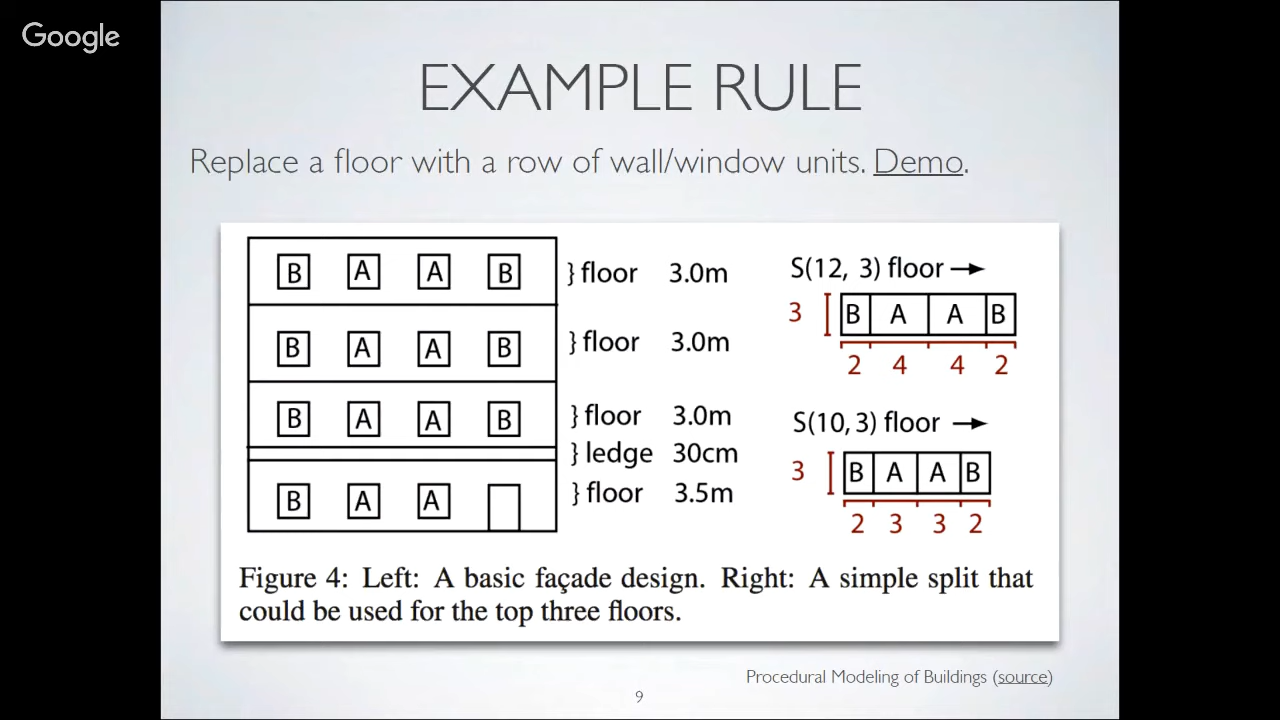 Google
EXAMPLE RULE
Replace a floor with a row of wall/window units. Demo.
B A A B } floor 3.0m
B A A B } floor 3.0m
B A A B } floor 3.0m
} ledge 30cm
B A A } floor 3.5m
S(12, 3) floor →
3 B A A B
2 4 4 2
S(10, 3) floor →
3 B A A B
2 3 3 2
Figure 4: Left: A basic façade design. Right: A simple split that
could be used for the top three floors.
Procedural Modeling of Buildings (source)
9